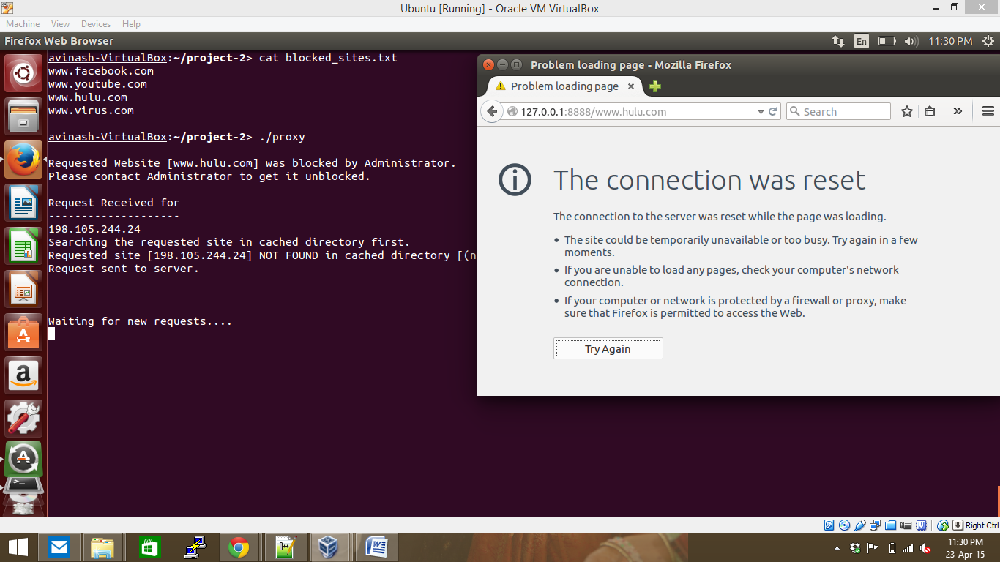 Ubuntu [Running] - Oracle VM VirtualBox
Machine View Devices Help
Firefox Web Browser
En
11:30 PM
avinash-VirtualBox:~/project-2> cat blocked_sites.txt
www.facebook.com
www.youtube.com
www.hulu.com
www.virus.com
avinash-VirtualBox:~/project-2> ./proxy
Requested Website [www.hulu.com] was blocked by Administrator.
Please contact Administrator to get it unblocked.
Request Received for
--------------------
198.105.244.24
Searching the requested site in cached directory first.
Requested site [198.105.244.24] NOT FOUND in cached directory [(n
Request sent to server.
Waiting for new requests....
Problem loading page - Mozilla Firefox
Problem loading page
127.0.0.1:8888/www.hulu.com
Search
The connection was reset
The connection to the server was reset while the page was loading.
• The site could be temporarily unavailable or too busy. Try again in a few
moments.
• If you are unable to load any pages, check your computer's network
connection.
• If your computer or network is protected by a firewall or proxy, make
sure that Firefox is permitted to access the Web.
Try Again
Right Ctrl
11:30 PM
23-Apr-15